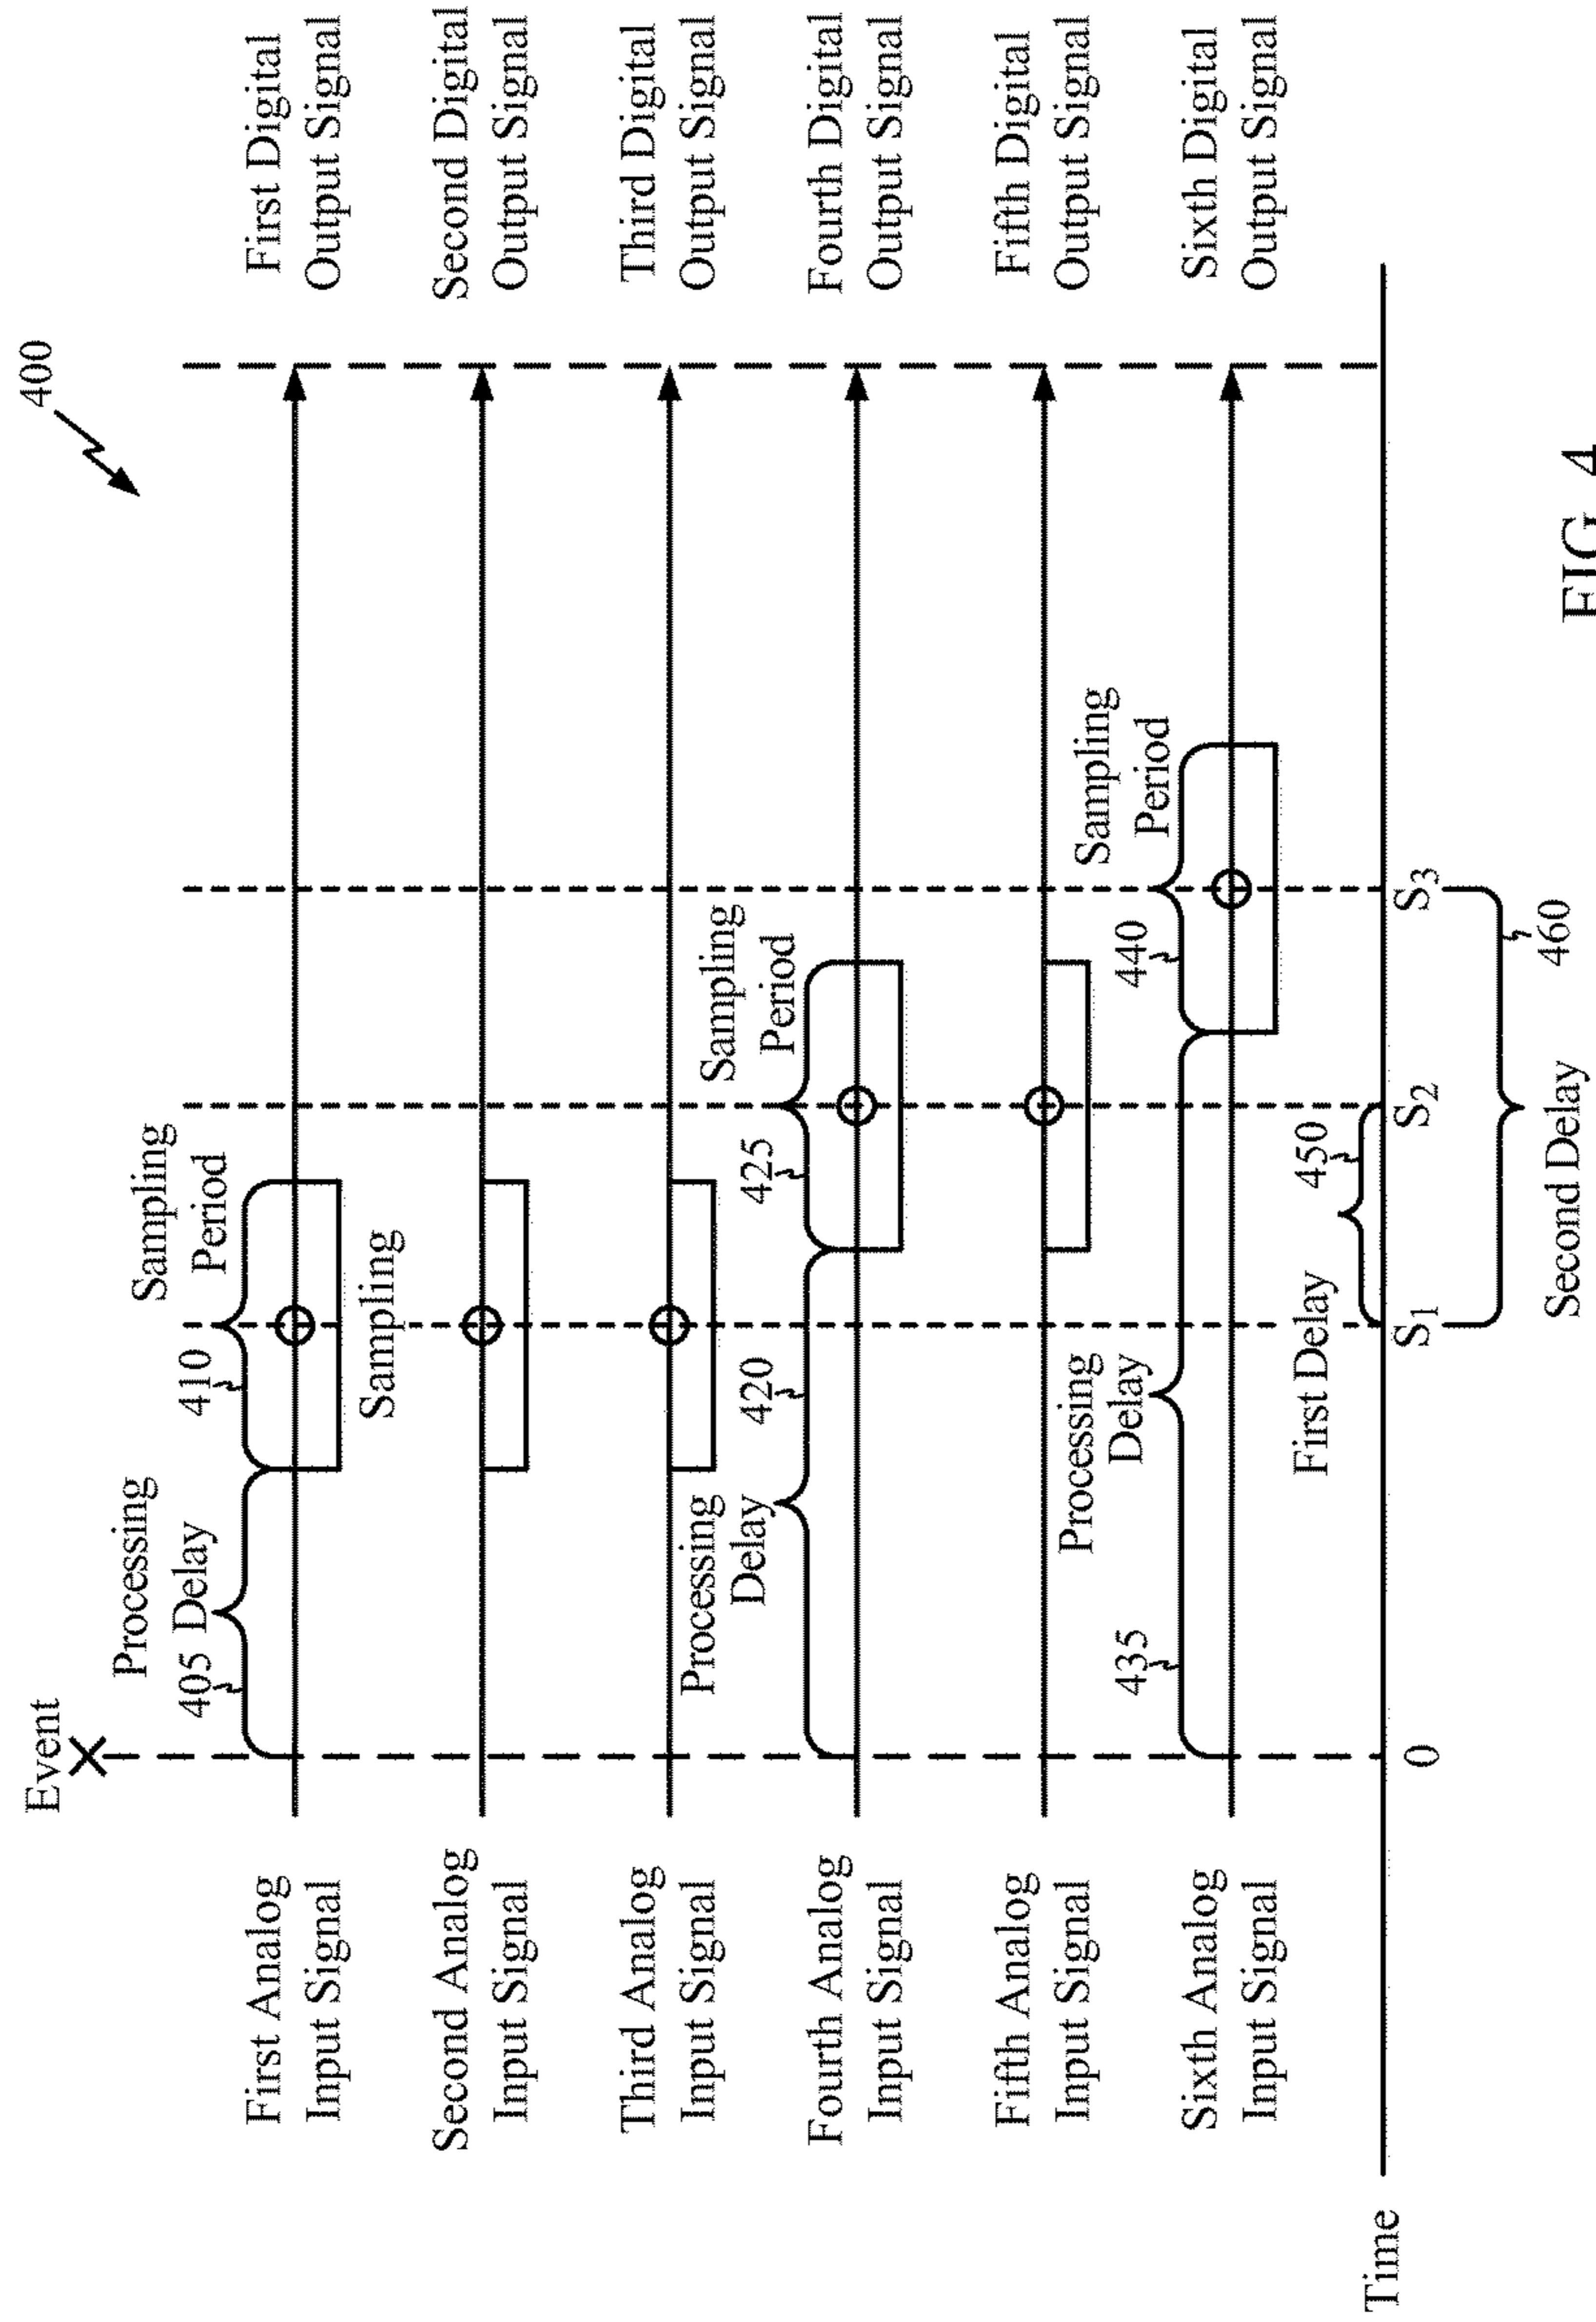 400
Event
Processing
405 Delay
Sampling
Period
410
First Analog
Input Signal
First Digital
Output Signal
Sampling
Second Analog
Input Signal
Second Digital
Output Signal
Third Analog
Input Signal
Third Digital
Output Signal
Processing
Delay
420
Sampling
Period
425
Fourth Analog
Input Signal
Fourth Digital
Output Signal
Fifth Analog
Input Signal
Fifth Digital
Output Signal
Processing
Delay
435
Sampling
Period
440
Sixth Analog
Input Signal
Sixth Digital
Output Signal
First Delay
450
Time
0
S1
S2
S3
Second Delay
460
FIG. 4